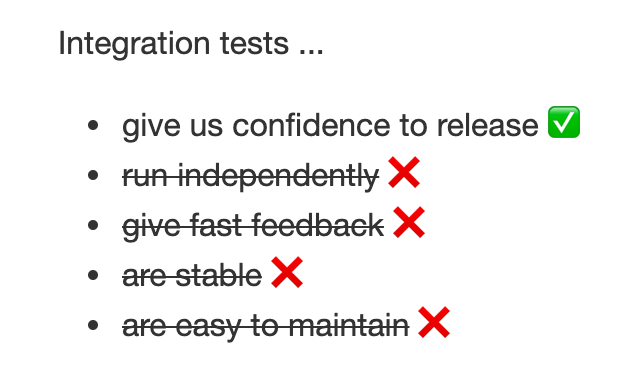 Integration tests ...
• give us confidence to release ✅
• run independently ❌
• give fast feedback ❌
• are stable ❌
• are easy to maintain ❌